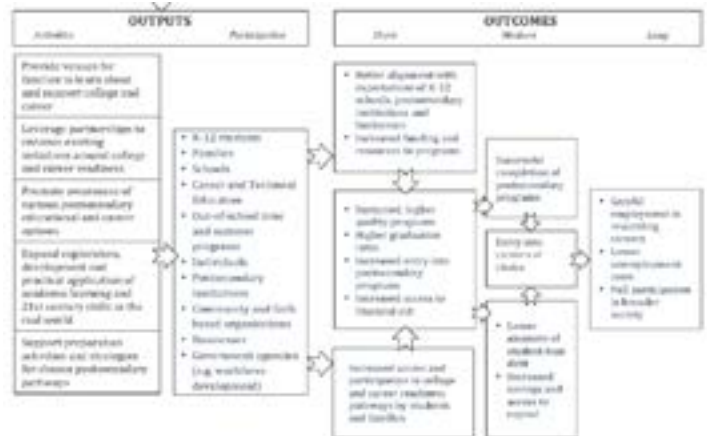 OUTPUTS
Activities Participation
OUTCOMES
Short Medium Long
Provide venues for
families to learn about
and support college and
career
Leverage partnerships to
existing
around college
and career readiness
Promote awareness of
various postsecondary
educational and career
options
Expand exploration,
development and
practical application of
academic learning and
21st century skills in the
real world
Support preparation
activities and strategies
for chosen postsecondary
pathways
• K-12 students
• Families
• Schools
• Career and Technical
Education
• Out-of-school time
and summer
programs
• Individuals
• Postsecondary
institutions
• Community and faith
based organizations
• Businesses
• Government agencies
(e.g. workforce
development)
• Better alignment with
expectations of K-12
schools, postsecondary
institutions and
businesses
• Increased funding and
resources to programs
• Increased, higher
quality programs
• Higher graduation
rates
• Increased entry into
postsecondary
programs
• Increased access to
financial aid
Increased access and
participation in college
and career readiness
pathways by students
and families
Successful
completion of
postsecondary
programs
Entry into
careers of
choice
• Lower
amounts of
student loan
debt
• Increased
savings and
access to
capital
• Gainful
employment in
rewarding
careers
• Lower
unemployment
rates
• Full participation
in broader
society